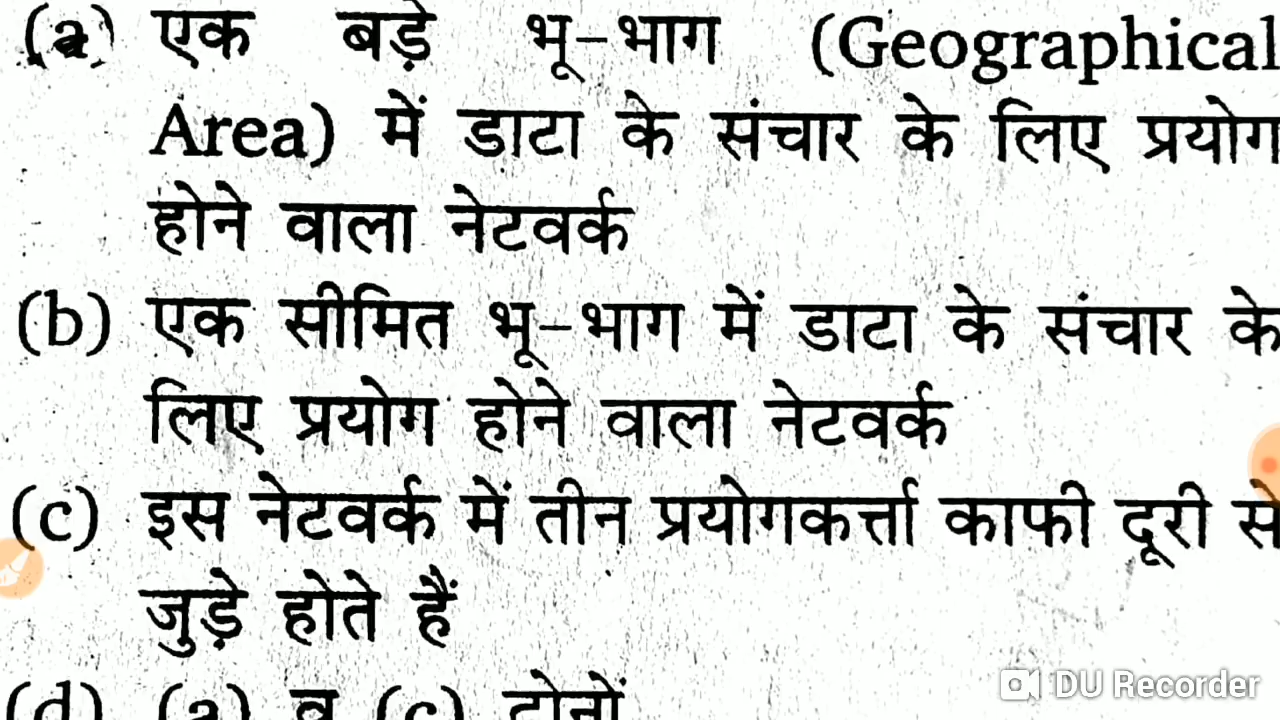 (a) एक बड़े भू-भाग (Geographical
Area) में डाटा के संचार के लिए प्रयोग
होने वाला नेटवर्क
(b) एक सीमित भू-भाग में डाटा के संचार के
लिए प्रयोग होने वाला नेटवर्क
(c) इस नेटवर्क में तीन प्रयोगकर्त्ता काफी दूरी से
जुड़े होते हैं
(d) (a) व (c) दोनों
DU Recorder